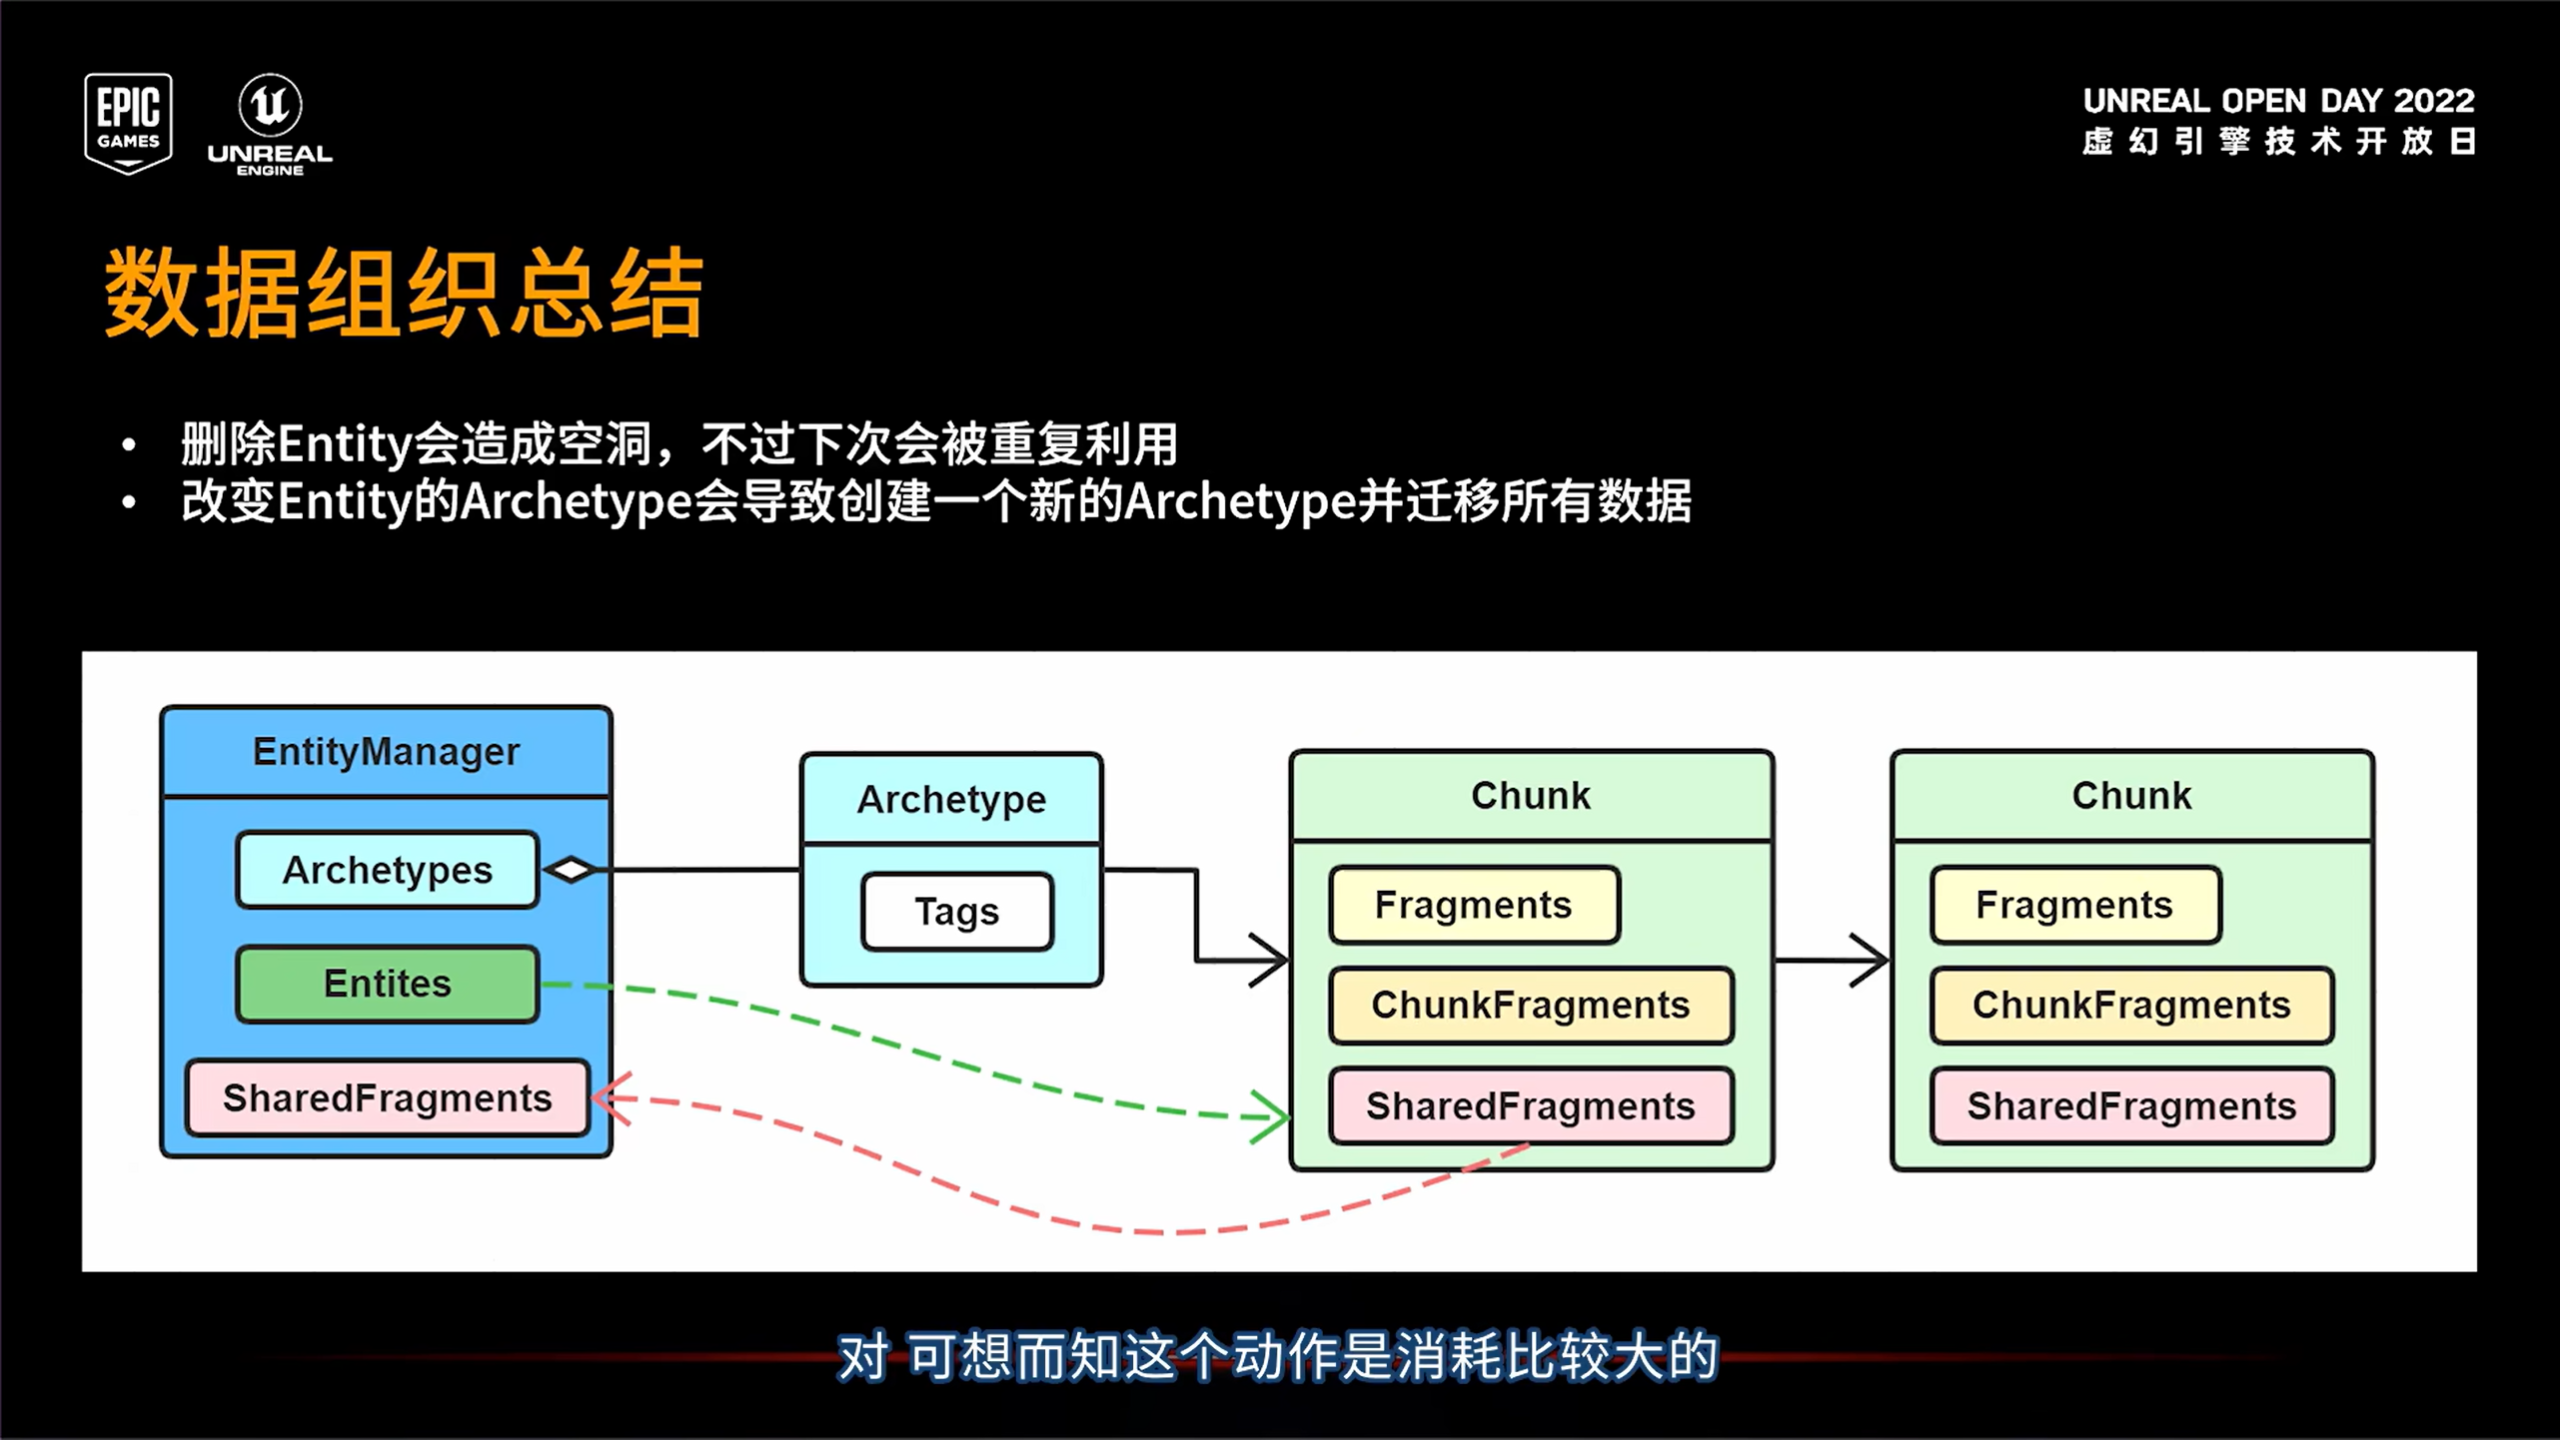 EPIC
GAMES
UNREAL
ENGINE
UNREAL OPEN DAY 2022
虚幻引擎技术开放日
数据组织总结
• 删除Entity会造成空洞，不过下次会被重复利用
• 改变Entity的Archetype会导致创建一个新的Archetype并迁移所有数据
EntityManager
Archetypes
Entites
SharedFragments
Archetype
Tags
Chunk
Fragments
ChunkFragments
SharedFragments
Chunk
Fragments
ChunkFragments
SharedFragments
对 可想而知这个动作是消耗比较大的